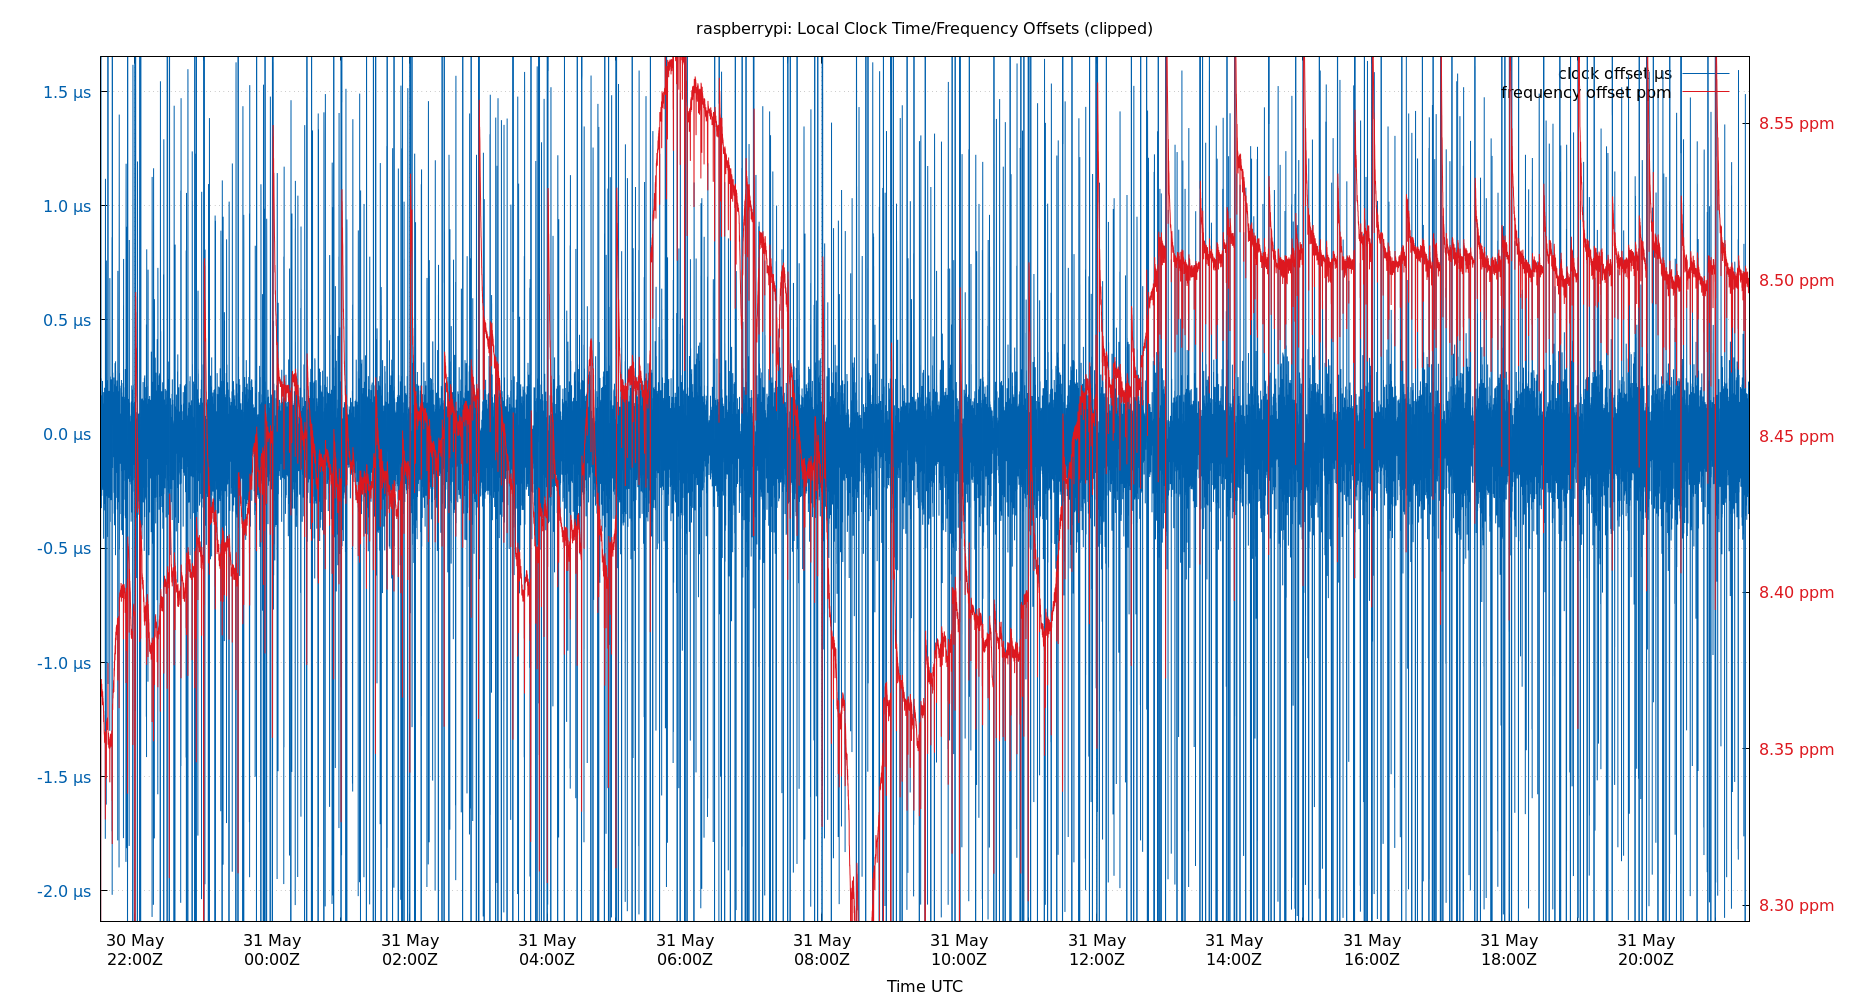 raspberrypi: Local Clock Time/Frequency Offsets (clipped)
clock offset µs
frequency offset ppm
1.5 µs
1.0 µs
0.5 µs
0.0 µs
-0.5 µs
-1.0 µs
-1.5 µs
-2.0 µs
8.55 ppm
8.50 ppm
8.45 ppm
8.40 ppm
8.35 ppm
8.30 ppm
30 May 31 May 31 May 31 May 31 May 31 May 31 May 31 May 31 May 31 May 31 May 31 May
22:00Z 00:00Z 02:00Z 04:00Z 06:00Z 08:00Z 10:00Z 12:00Z 14:00Z 16:00Z 18:00Z 20:00Z
Time UTC